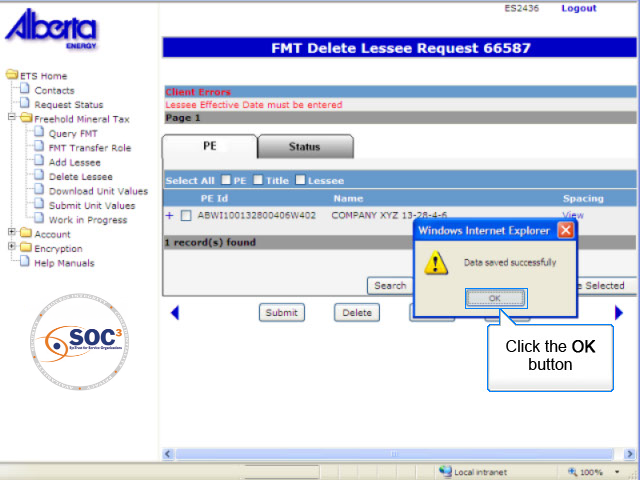 ES2436
Logout
Alberta
ENERGY
FMT Delete Lessee Request 66587
ETS Home
Contacts
Request Status
Freehold Mineral Tax
Query FMT
FMT Transfer Role
Add Lessee
Delete Lessee
Download Unit Values
Submit Unit Values
Work in Progress
Account
Encryption
Help Manuals
SOC3
SysTrust for Service Organizations
Client Errors
Lessee Effective Date must be entered
Page 1
PE
Status
Select All PE Title Lessee
PE Id Name Spacing
+ ABWI100132800406W402 COMPANY XYZ 13-28-4-6 View
1 record(s) found
Windows Internet Explorer
Data saved successfully
OK
Search
Selected
Submit
Delete
Click the OK
button
Local intranet
100%